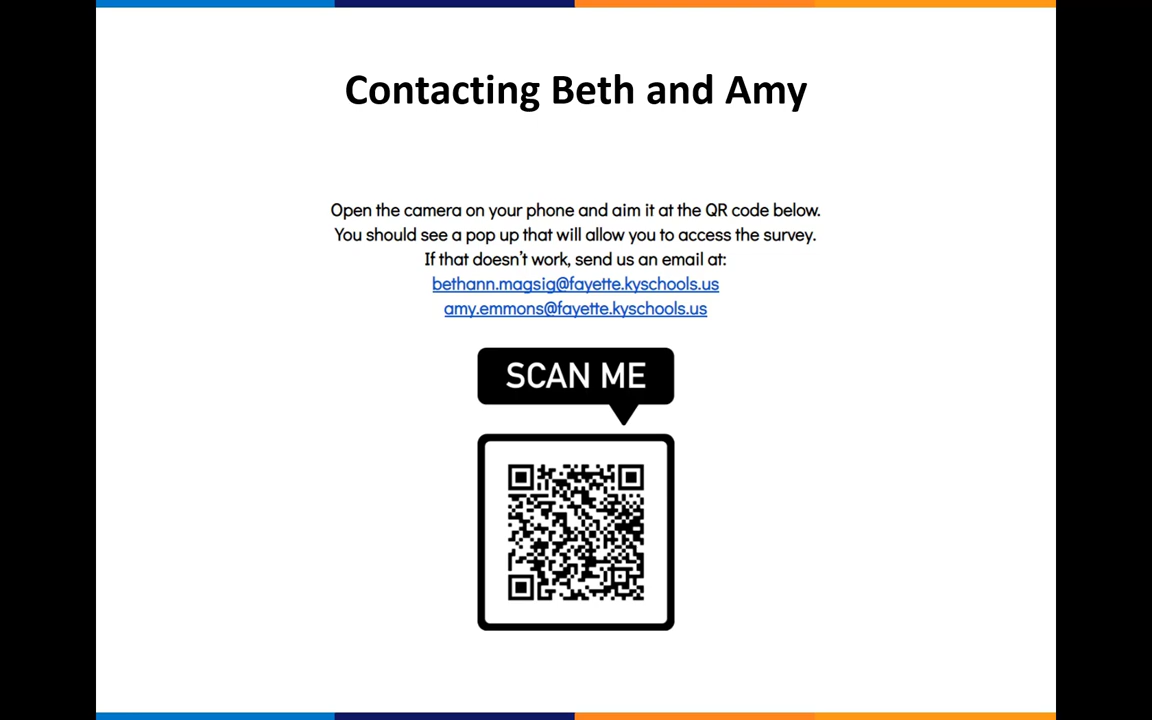 Contacting Beth and Amy
Open the camera on your phone and aim it at the QR code below.
You should see a pop up that will allow you to access the survey.
If that doesn't work, send us an email at:
bethann.magsig@fayette.kyschools.us
amy.emmons@fayette.kyschools.us
SCAN ME